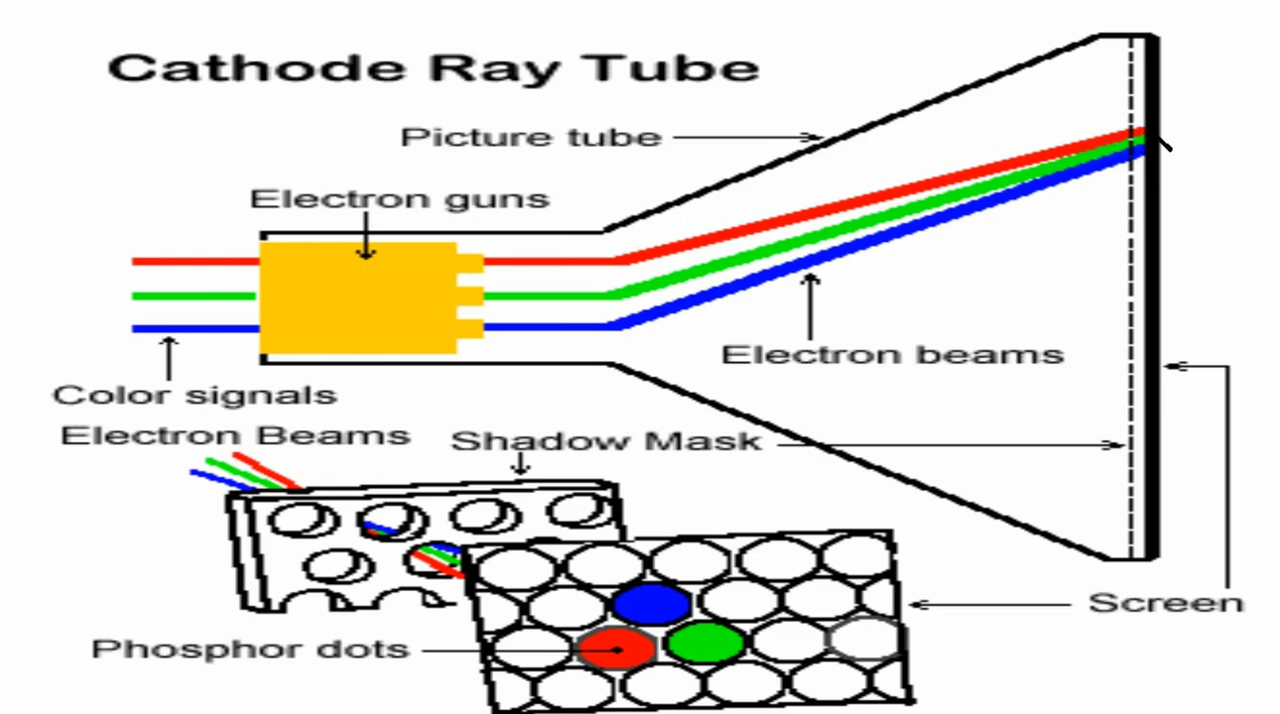 Cathode Ray Tube
Picture tube
Electron guns
Electron beams
Color signals
Electron Beams
Shadow Mask
Screen
Phosphor dots